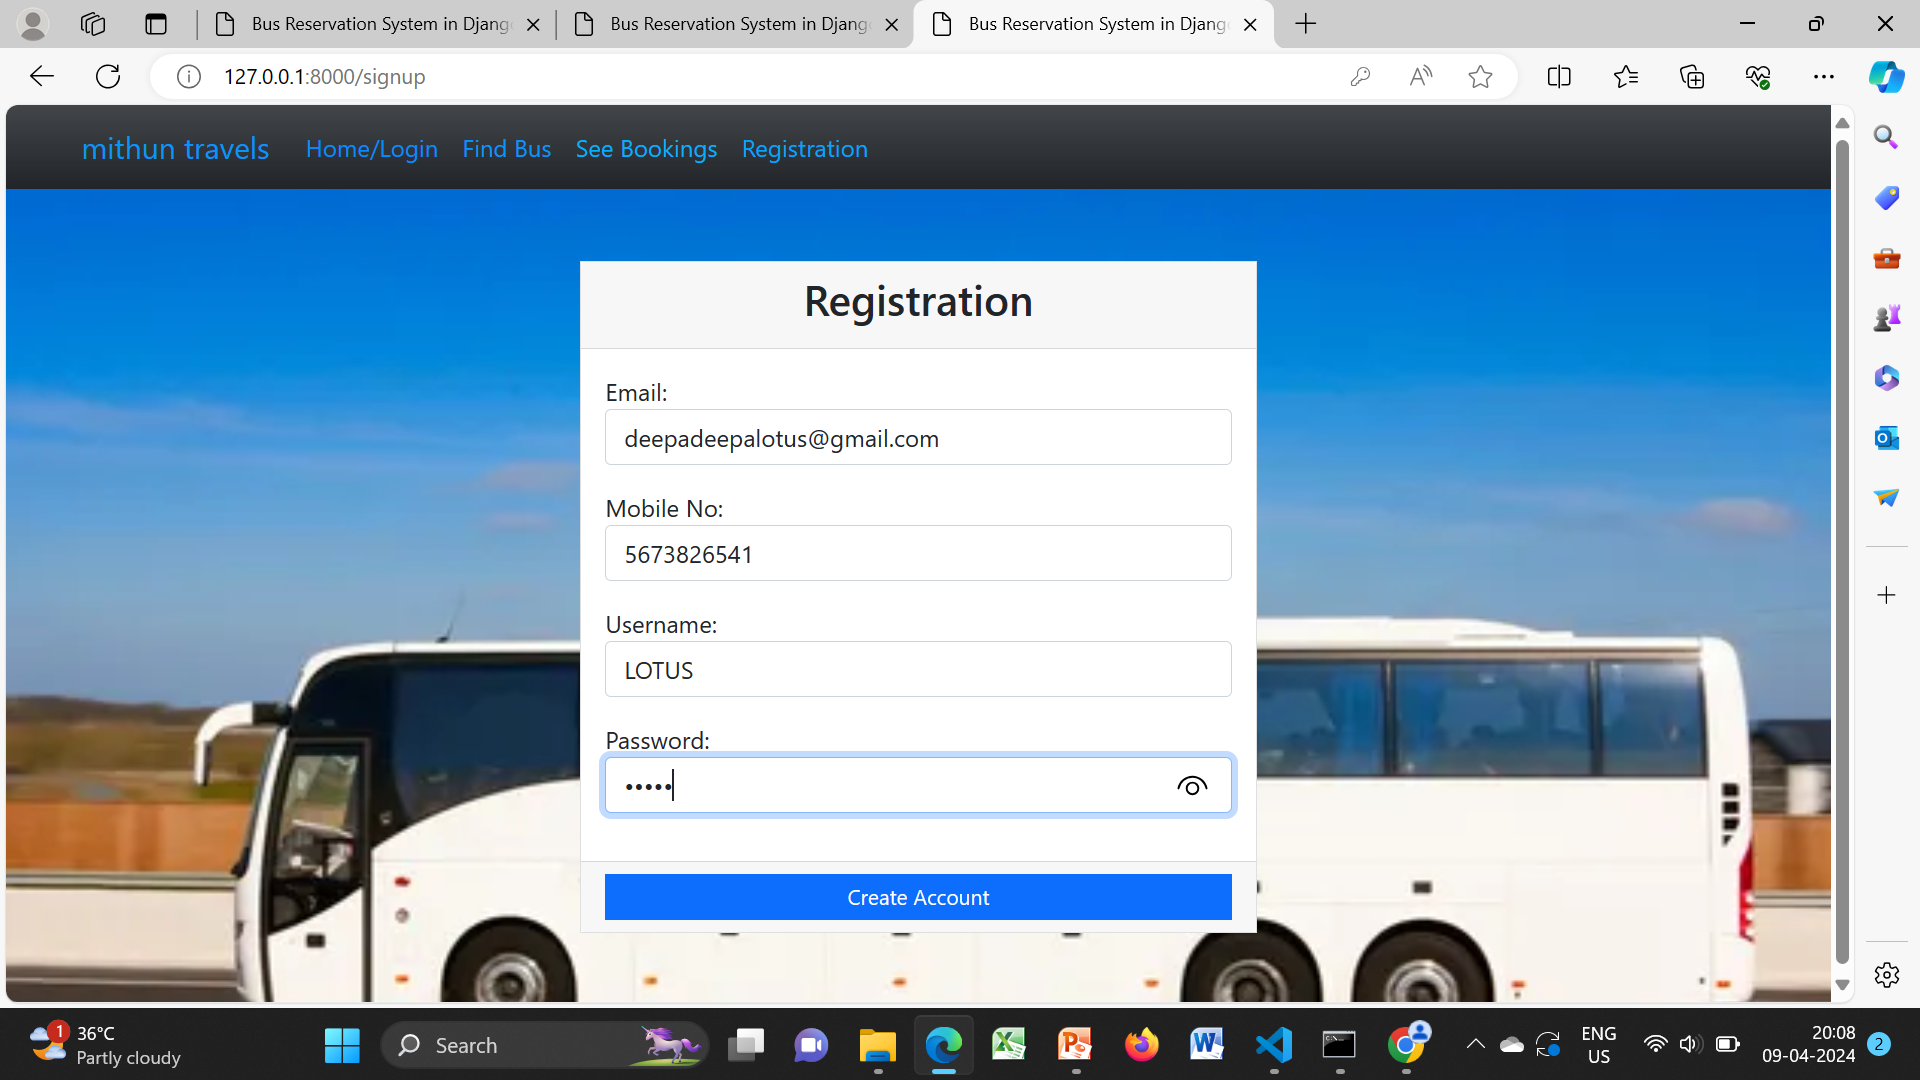 Bus Reservation System in Djang
Bus Reservation System in Djang
Bus Reservation System in Djang
127.0.0.1:8000/signup
mithun travels Home/Login Find Bus See Bookings Registration
Registration
Email:
deepadeepalotus@gmail.com
Mobile No:
5673826541
Username:
LOTUS
Password:
•••••
Create Account
1
36°C
Partly cloudy
Search
ENG
US
20:08
09-04-2024
2